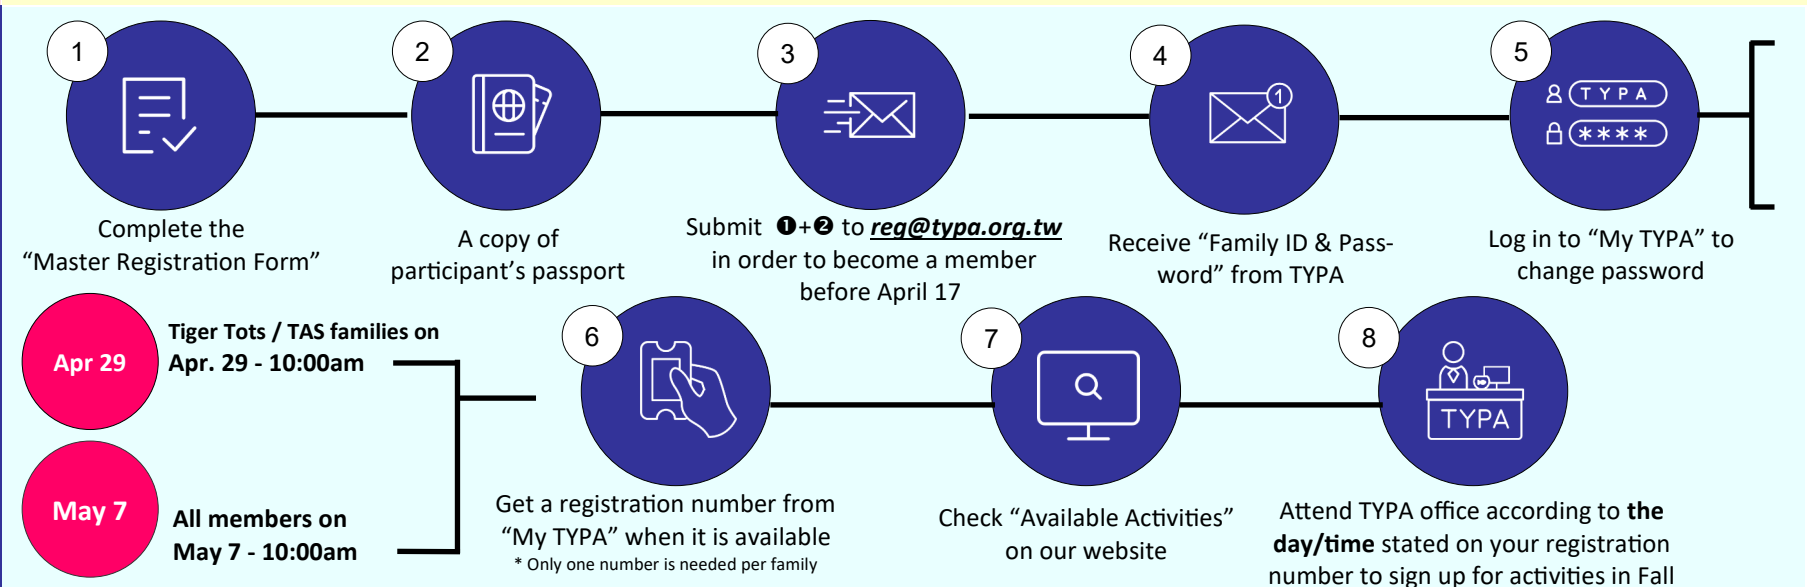 1
Complete the
“Master Registration Form”
2
A copy of
participant’s passport
3
Submit ❶+❷ to reg@typa.org.tw
in order to become a member
before April 17
4
1
Receive “Family ID & Pass-
word” from TYPA
5
TYPA
****
Log in to “My TYPA” to
change password
Apr 29
Tiger Tots / TAS families on
Apr. 29 - 10:00am
May 7
All members on
May 7 - 10:00am
6
Get a registration number from
“My TYPA” when it is available
* Only one number is needed per family
7
Check “Available Activities”
on our website
8
TYPA
Attend TYPA office according to the
day/time stated on your registration
number to sign up for activities in Fall